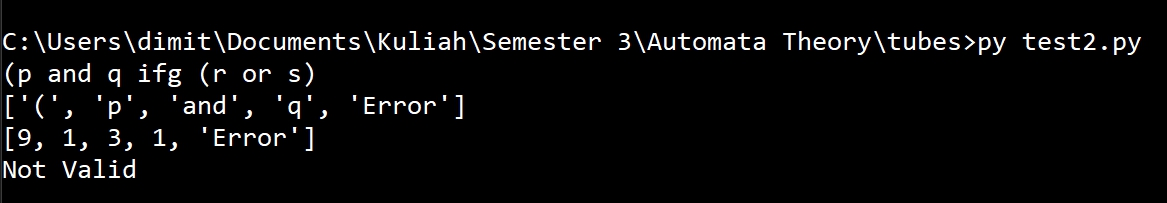 C:\Users\dimit\Documents\Kuliah\Semester 3\Automata Theory\tubes>py test2.py
(p and q ifg (r or s)
['(', 'p', 'and', 'q', 'Error']
[9, 1, 3, 1, 'Error']
Not Valid